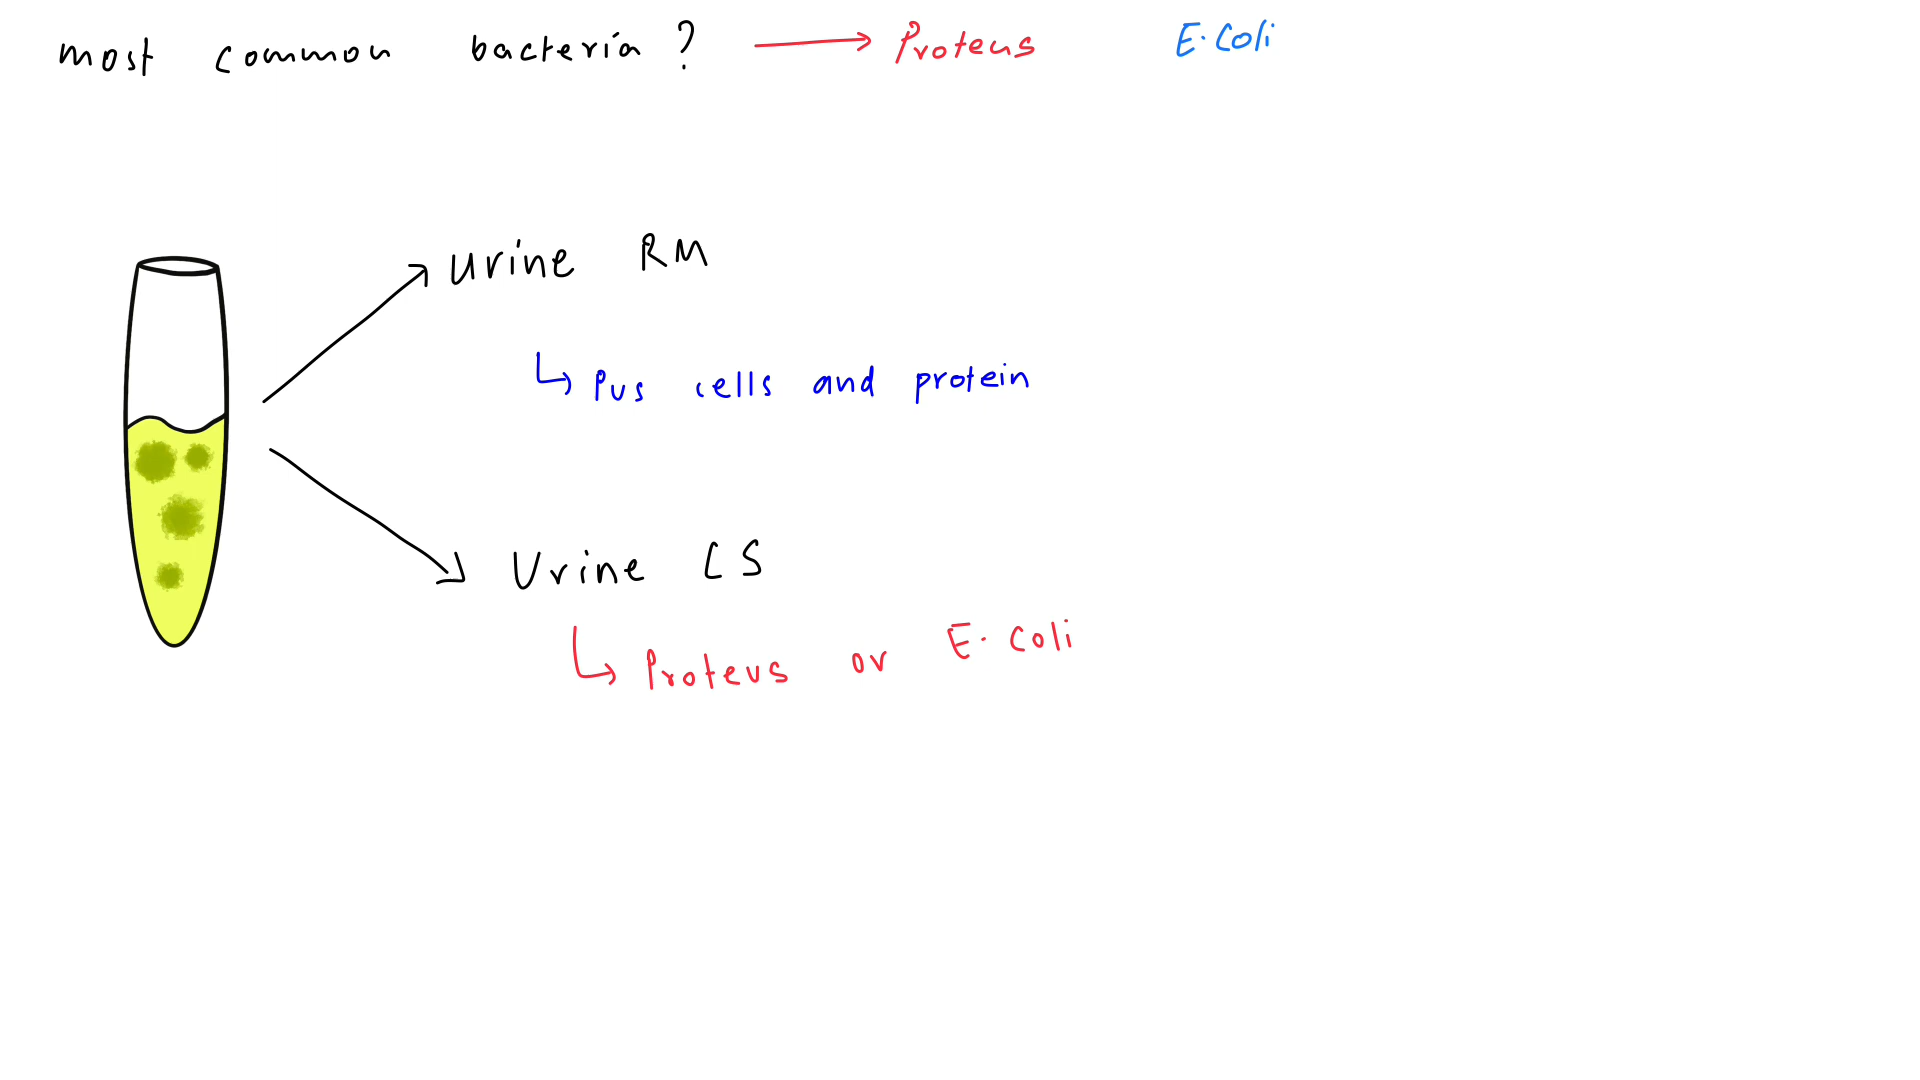 most common bacteria ? → Proteus E. Coli
urine RM
↳ Pus cells and protein
Urine CS
↳ Proteus or E. Coli